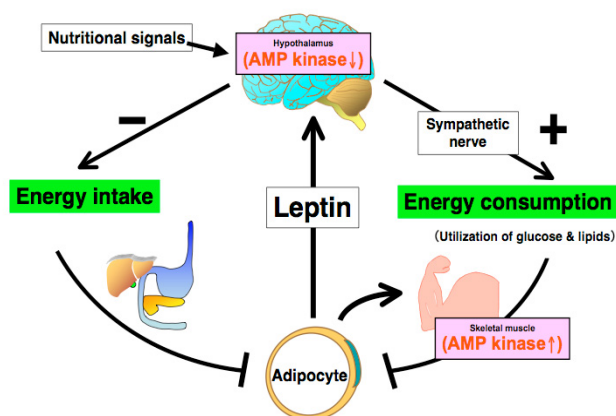 Nutritional signals
Hypothalamus
(AMP kinase↓)
−
Sympathetic
nerve
+
Energy intake
Leptin
Energy consumption
(Utilization of glucose & lipids)
Skeletal muscle
(AMP kinase↑)
Adipocyte